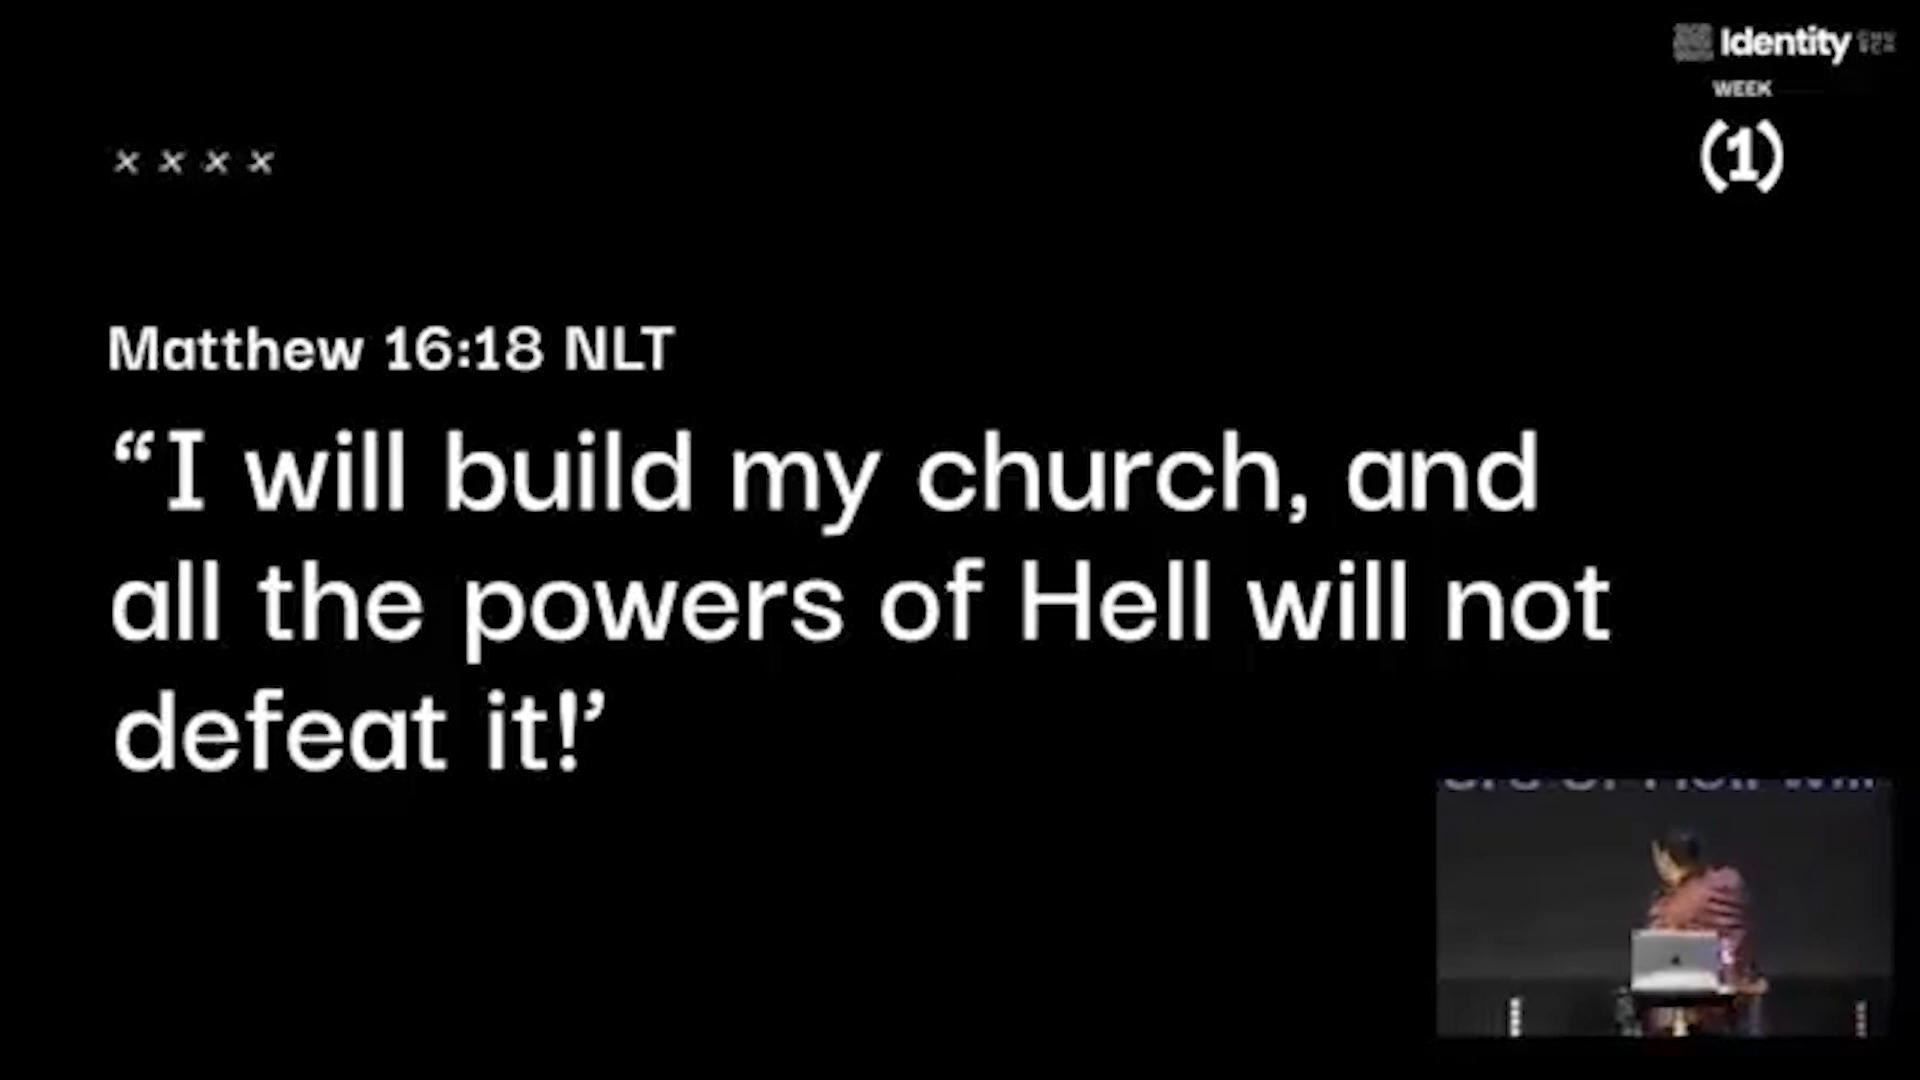 Identity
WEEK
(1)
x x x x
Matthew 16:18 NLT
“I will build my church, and
all the powers of Hell will not
defeat it!’